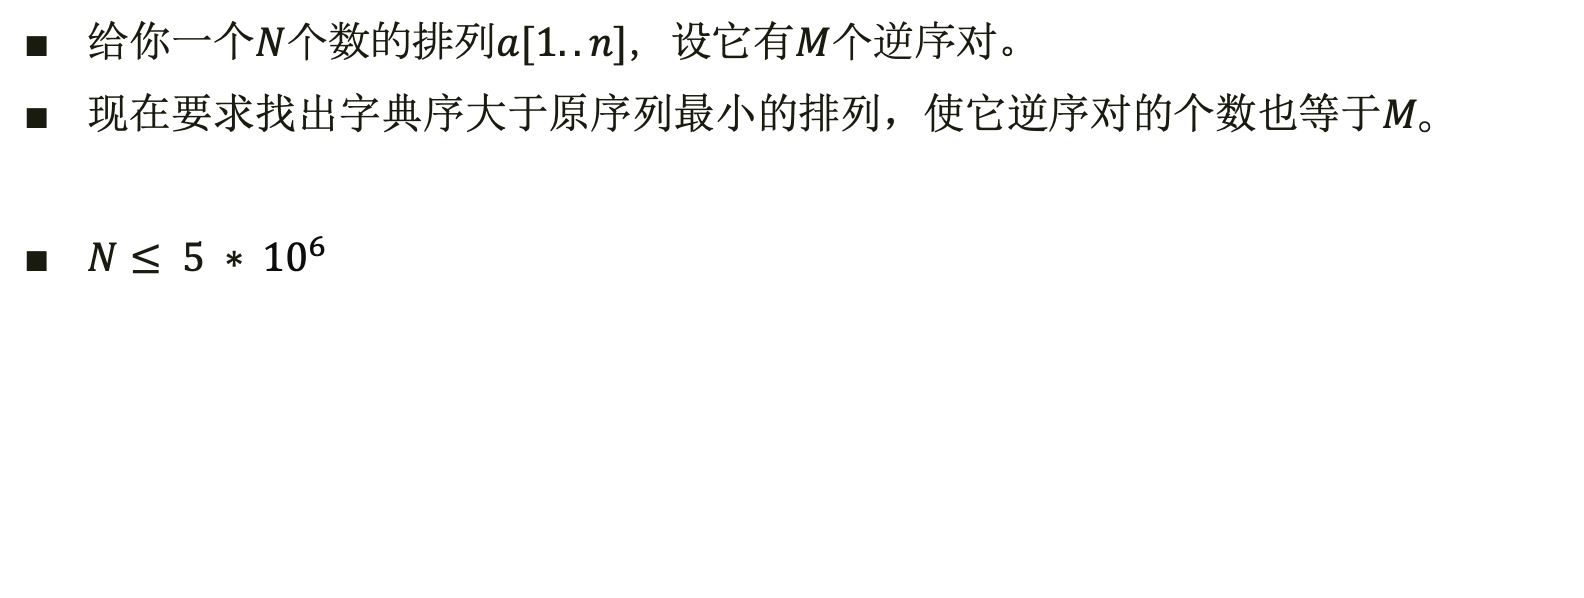 ■ 给你一个N个数的排列a[1..n]，设它有M个逆序对。
■ 现在要求找出字典序大于原序列最小的排列，使它逆序对的个数也等于M。
■ N ≤ 5 * 10⁶